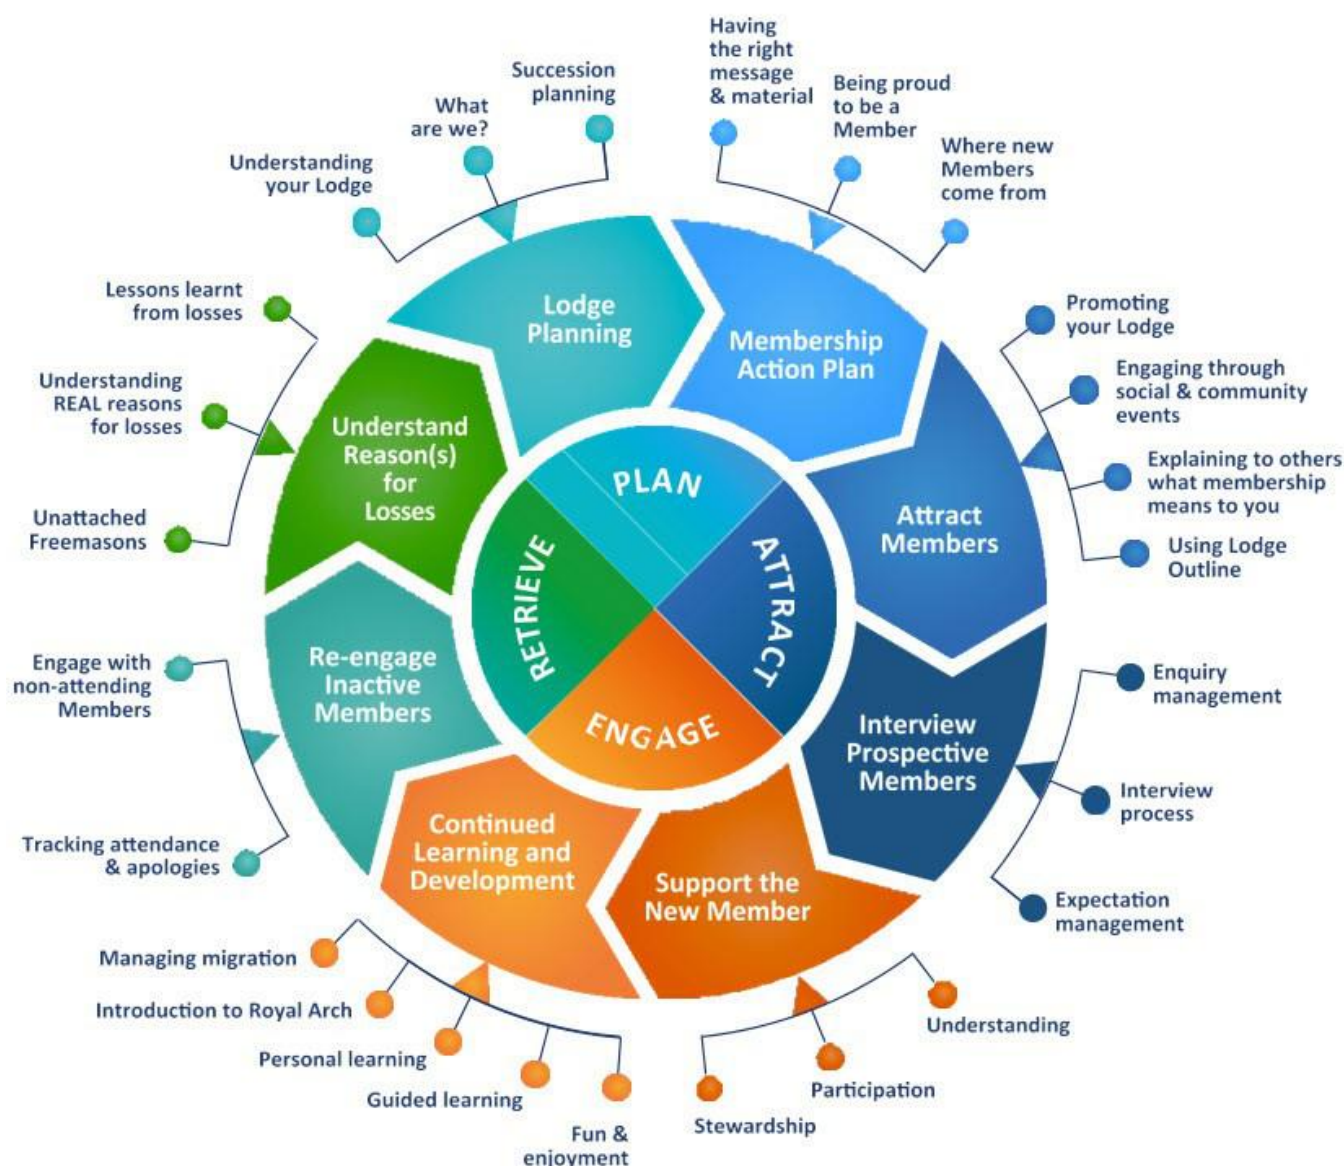 Having
the right
message
& material
Being proud
to be a
Member
Where new
Members
come from
Succession
planning
What
are we?
Understanding
your Lodge
Lodge
Planning
Membership
Action Plan
Promoting
your Lodge
Engaging through
social & community
events
Explaining to others
what membership
means to you
Using Lodge
Outline
Attract
Members
Lessons learnt
from losses
Understanding
REAL reasons
for losses
Unattached
Freemasons
Understand
Reason(s)
for
Losses
PLAN
ATTRACT
ENGAGE
RETRIEVE
Engage with
non-attending
Members
Tracking attendance
& apologies
Re-engage
Inactive
Members
Interview
Prospective
Members
Enquiry
management
Interview
process
Expectation
management
Continued
Learning and
Development
Support the
New Member
Managing migration
Introduction to Royal Arch
Personal learning
Guided learning
Fun &
enjoyment
Understanding
Participation
Stewardship